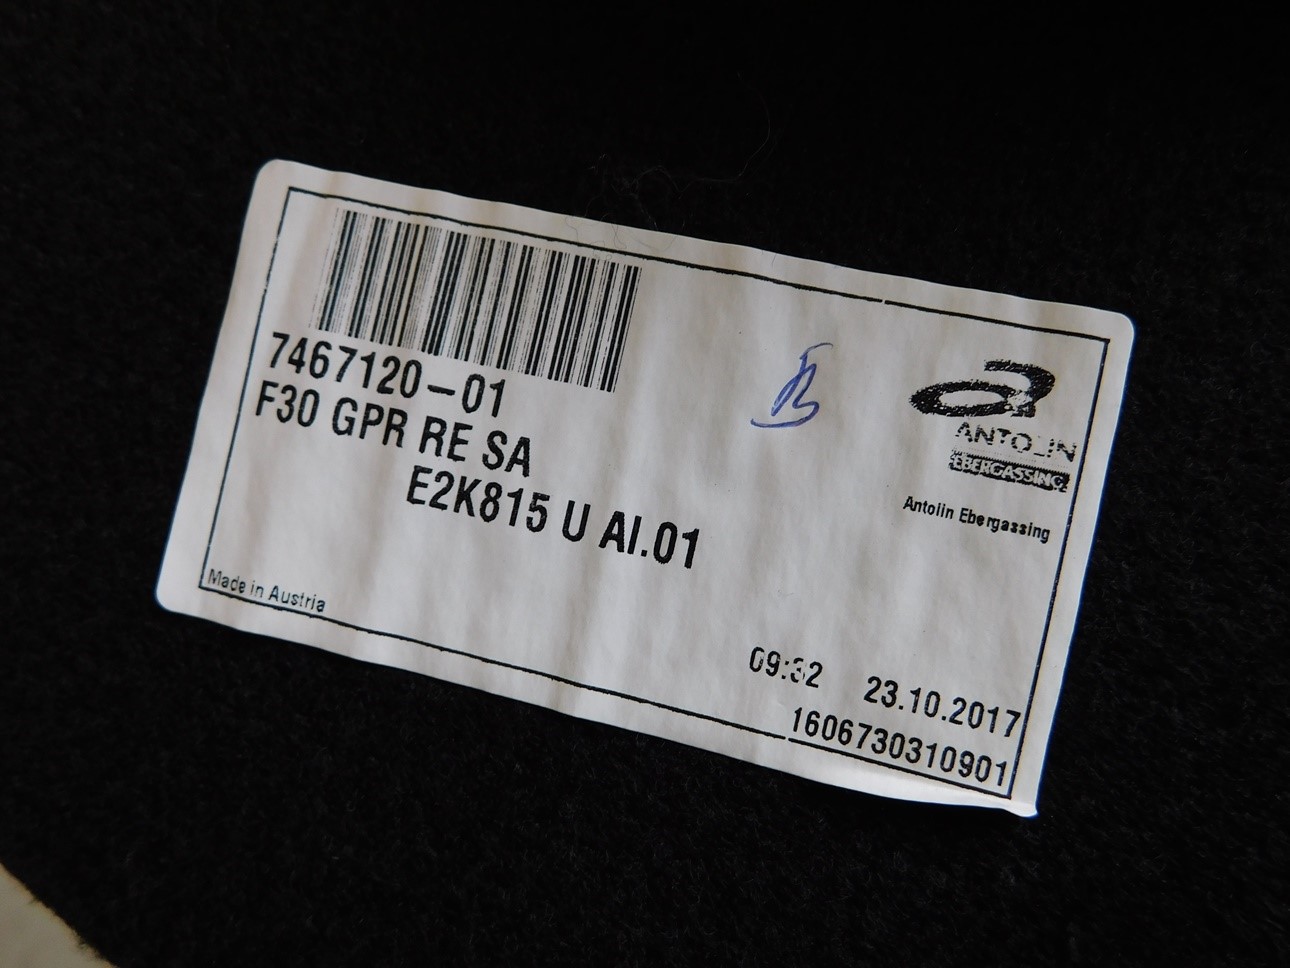 7467120-01
F30 GPR RE SA
E2K815 U AI.01
ANTOLIN
EBERGASSING
Antolin Ebergassing
Made in Austria
09:32 23.10.2017
1606730310901